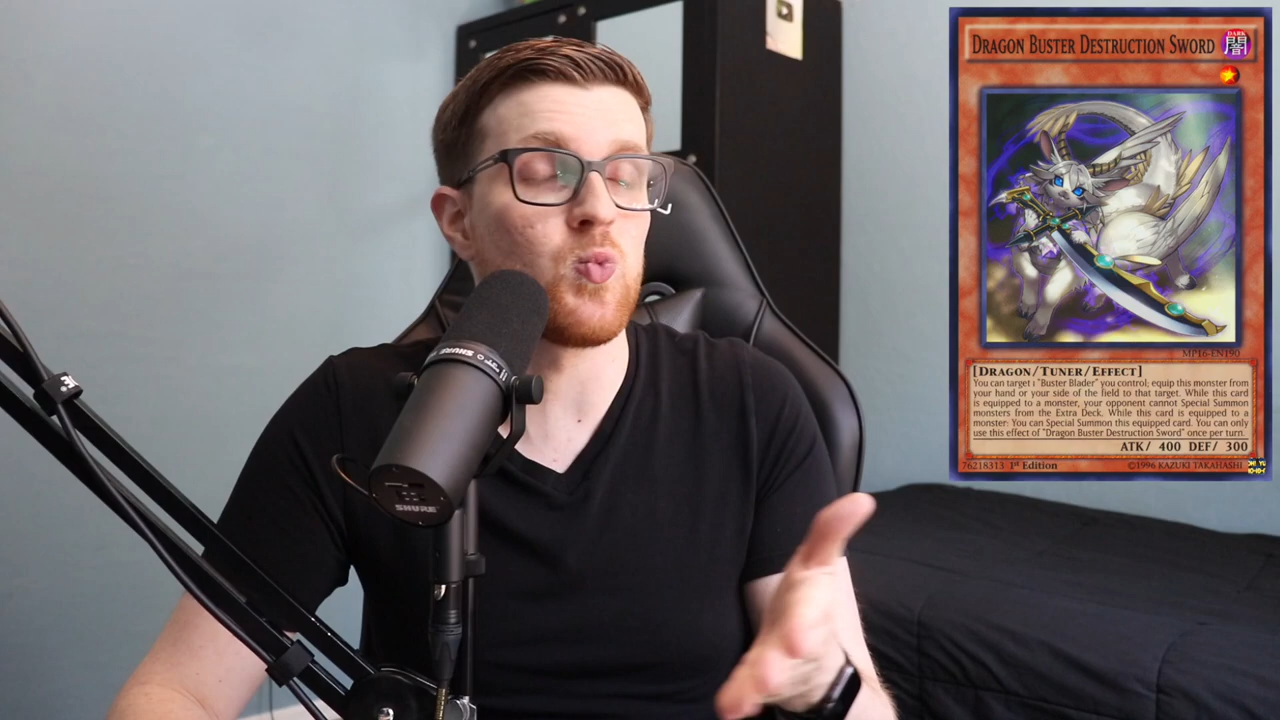 DRAGON BUSTER DESTRUCTION SWORD
DARK
闇
MP16-EN190
[DRAGON/TUNER/EFFECT]
You can target 1 "Buster Blader" you control; equip this monster from
your hand or your side of the field to that target. While this card
is equipped to a monster, your opponent cannot Special Summon
monsters from the Extra Deck. While this card is equipped to a
monster: You can Special Summon this equipped card. You can only
use this effect of "Dragon Buster Destruction Sword" once per turn.
ATK/ 400 DEF/ 300
76218313 1st Edition ©1996 KAZUKI TAKAHASHI
SHURE
SHURE